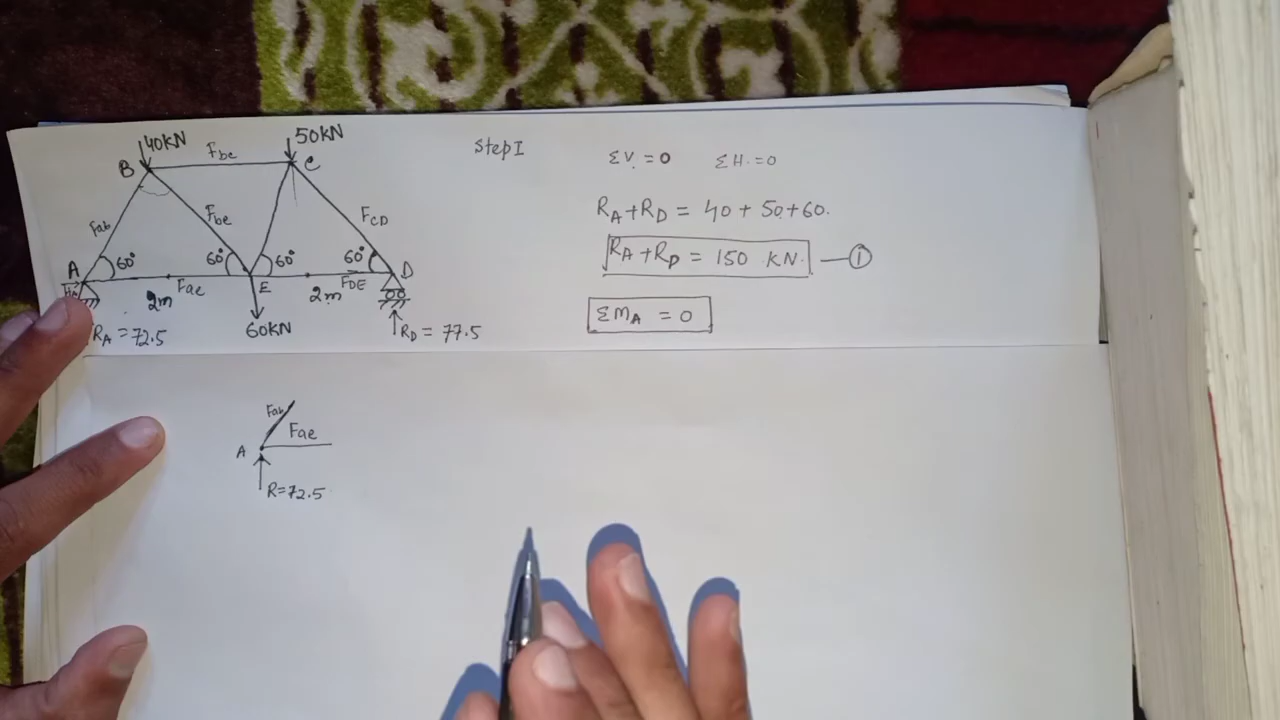 40KN
50KN
B
Fbc
C
Fab
Fbe
FCD
A
60°
60°
60°
60°
D
Fae
E
FDE
2m
2m
RA = 72.5
60KN
RD = 77.5
Step I
ΣV = 0 ΣH = 0
RA + RD = 40 + 50 + 60.
RA + RD = 150 KN. — ①
ΣMA = 0
Fab
Fae
A
R=72.5